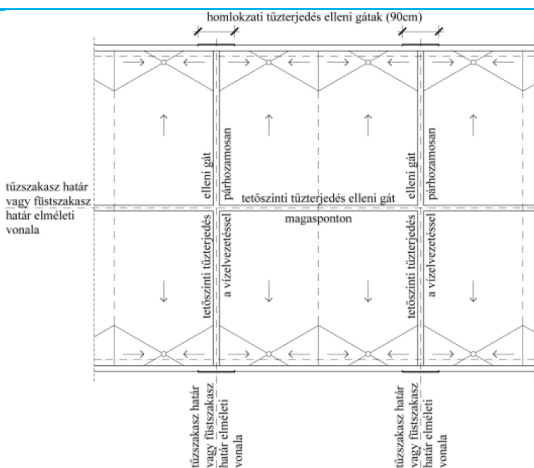 homlokzati tűzterjedés elleni gátak (90cm)
elleni gát
párhozamosan
elleni gát
párhozamosan
tűzszakasz határ
vagy füstszakasz
határ elméleti
vonala
tetőszinti tűzterjedés elleni gát
magasponton
tetőszinti tűzterjedés
a vízelvezetéssel
tetőszinti tűzterjedés
a vízelvezetéssel
tűzszakasz határ
vagy füstszakasz
határ elméleti
vonala
tűzszakasz határ
vagy füstszakasz
határ elméleti
vonala